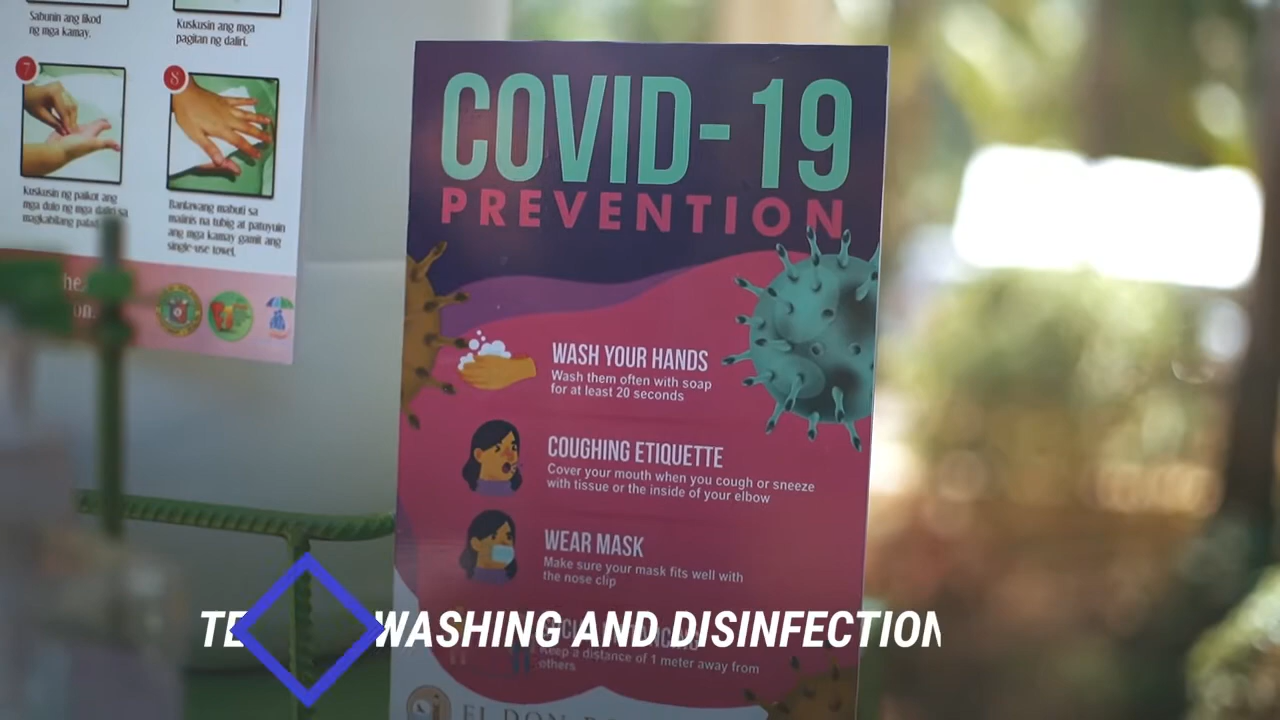 Sabunin ang likod
ng mga kamay.
Kuskusin ang mga
pagitan ng daliri.
7
8
Kuskusin ng paikot ang
mga dulo ng mga daliri sa
magkabilang palad
Banlawang mabuti sa
malinis na tubig at patuyuin
ang mga kamay gamit ang
single-use towel.
COVID-19
PREVENTION
WASH YOUR HANDS
Wash them often with soap
for at least 20 seconds
COUGHING ETIQUETTE
Cover your mouth when you cough or sneeze
with tissue or the inside of your elbow
WEAR MASK
Make sure your mask fits well with
the nose clip
WASHING AND DISINFECTION
Keep a distance of 1 meter away from
others
EL DON